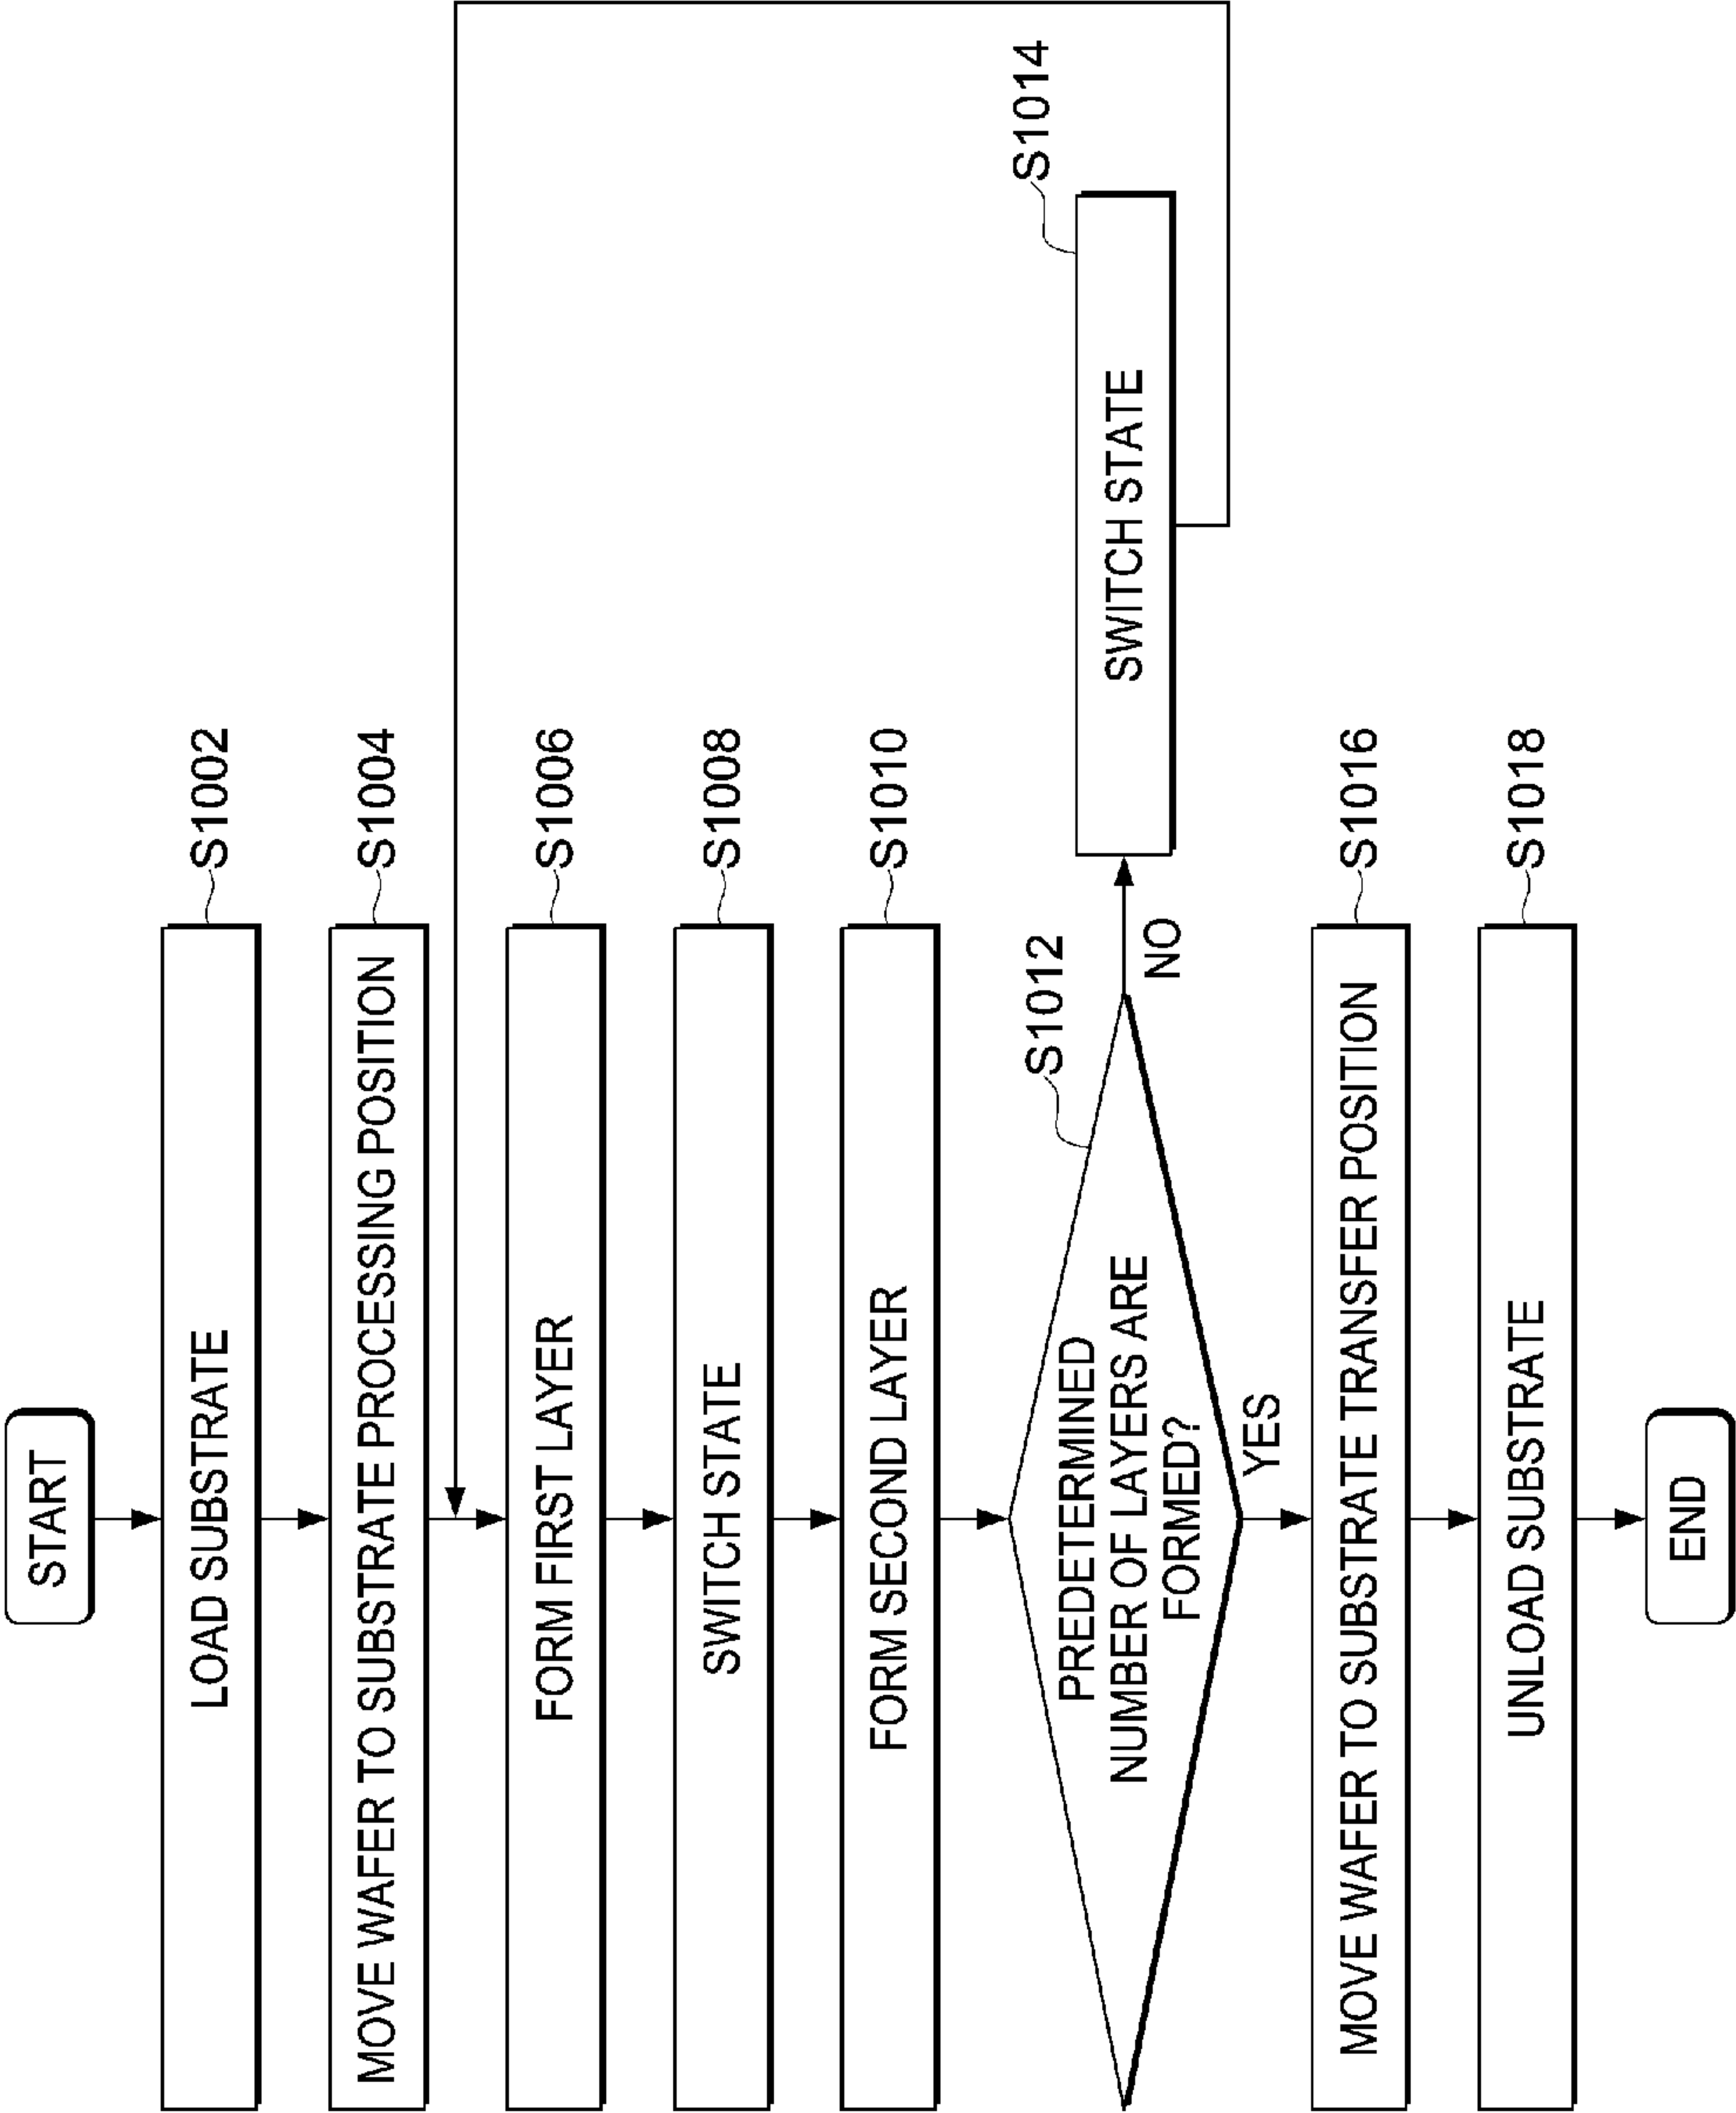 START
LOAD SUBSTRATE
S1002
MOVE WAFER TO SUBSTRATE PROCESSING POSITION
S1004
FORM FIRST LAYER
S1006
SWITCH STATE
S1008
FORM SECOND LAYER
S1010
PREDETERMINED
NUMBER OF LAYERS ARE
FORMED?
S1012
NO
SWITCH STATE
S1014
YES
MOVE WAFER TO SUBSTRATE TRANSFER POSITION
S1016
UNLOAD SUBSTRATE
S1018
END